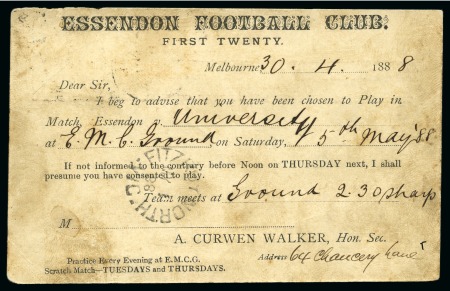 ESSENDON FOOTBALL CLUB.
FIRST TWENTY.
Melbourne 30. 4. 1888
Dear Sir,
I beg to advise that you have been chosen to Play in
Match, Essendon v. University
at E. M. C. Ground on Saturday, 5th May '88
If not informed to the contrary before Noon on THURSDAY next, I shall
presume you have consented to play.
Team meets at Ground 2 30 sharp
M
A. CURWEN WALKER, Hon. Sec.
Practice Every Evening at E.M.C.G. Address 64 Chancery Lane
Scratch Match—TUESDAYS and THURSDAYS.